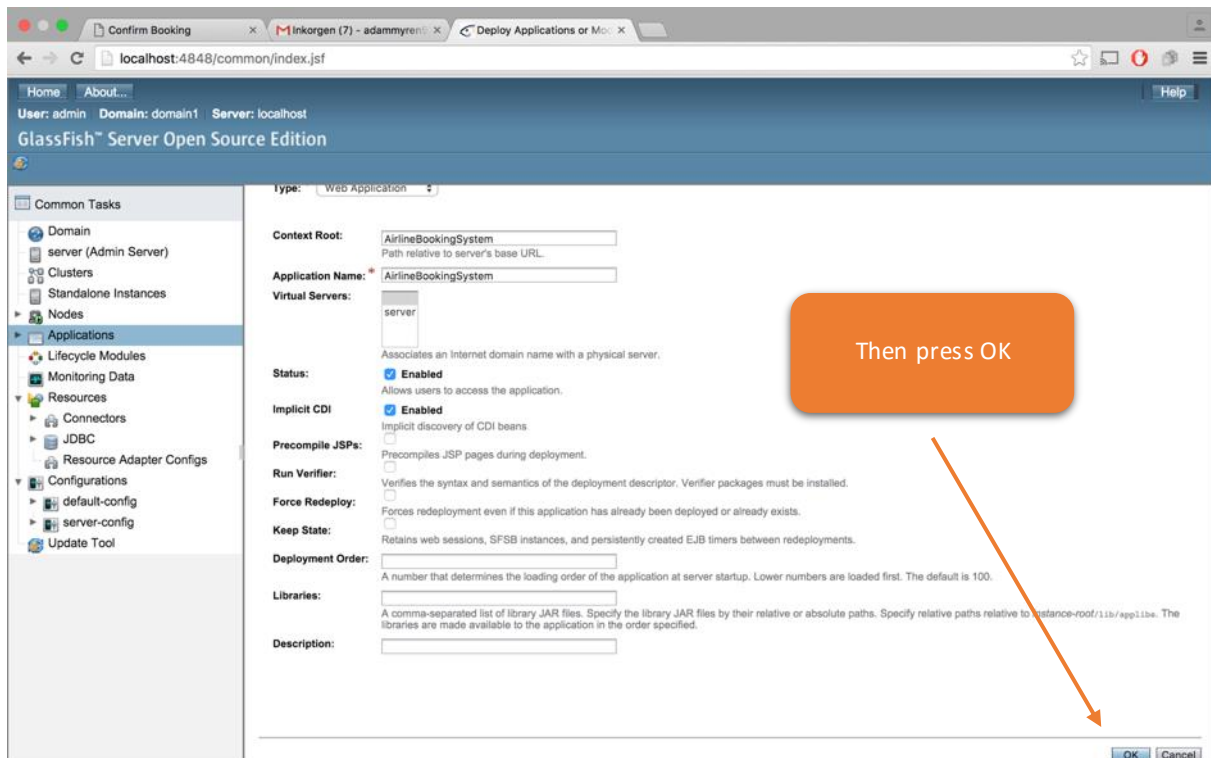 Confirm Booking
Inkorgen (7) - adammyren
Deploy Applications or Mo
localhost:4848/common/index.jsf
Home About... Help
User: admin Domain: domain1 Server: localhost
GlassFish™ Server Open Source Edition
Common Tasks
Domain
server (Admin Server)
Clusters
Standalone Instances
Nodes
Applications
Lifecycle Modules
Monitoring Data
Resources
Connectors
JDBC
Resource Adapter Configs
Configurations
default-config
server-config
Update Tool
Type: Web Application
Context Root: AirlineBookingSystem
Path relative to server's base URL.
Application Name: * AirlineBookingSystem
Virtual Servers:
server
Associates an Internet domain name with a physical server.
Status: Enabled
Allows users to access the application.
Implicit CDI Enabled
Implicit discovery of CDI beans
Precompile JSPs:
Precompiles JSP pages during deployment.
Run Verifier:
Verifies the syntax and semantics of the deployment descriptor. Verifier packages must be installed.
Force Redeploy:
Forces redeployment even if this application has already been deployed or already exists.
Keep State:
Retains web sessions, SFSB instances, and persistently created EJB timers between redeployments.
Deployment Order:
A number that determines the loading order of the application at server startup. Lower numbers are loaded first. The default is 100.
Libraries:
A comma-separated list of library JAR files. Specify the library JAR files by their relative or absolute paths. Specify relative paths relative to instance-root/lib/applibs. The
libraries are made available to the application in the order specified.
Description:
Then press OK
OK Cancel